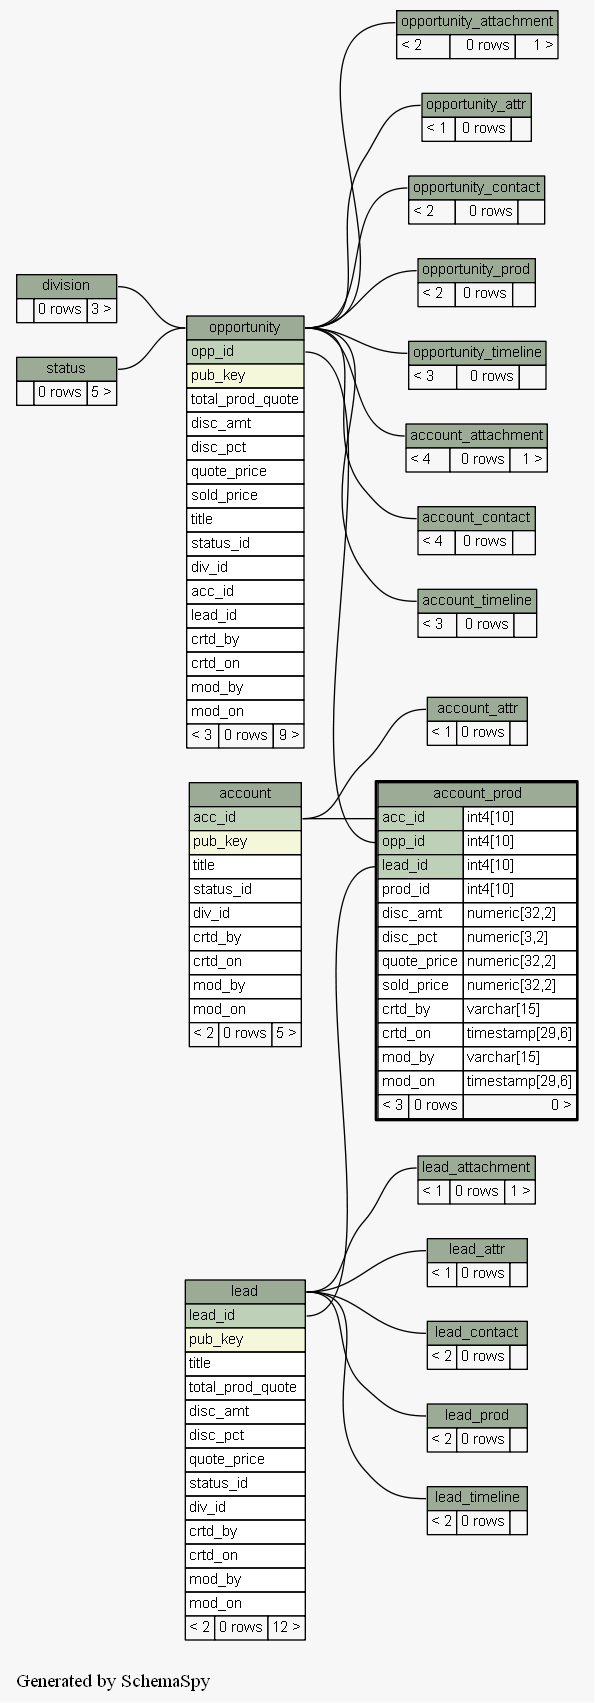 opportunity_attachment
< 2 0 rows 1 >
opportunity_attr
< 1 0 rows
opportunity_contact
< 2 0 rows
opportunity_prod
< 2 0 rows
opportunity_timeline
< 3 0 rows
account_attachment
< 4 0 rows 1 >
account_contact
< 4 0 rows
account_timeline
< 3 0 rows
account_attr
< 1 0 rows
division
0 rows 3 >
status
0 rows 5 >
opportunity
opp_id
pub_key
total_prod_quote
disc_amt
disc_pct
quote_price
sold_price
title
status_id
div_id
acc_id
lead_id
crtd_by
crtd_on
mod_by
mod_on
< 3 0 rows 9 >
account
acc_id
pub_key
title
status_id
div_id
crtd_by
crtd_on
mod_by
mod_on
< 2 0 rows 5 >
account_prod
acc_id int4[10]
opp_id int4[10]
lead_id int4[10]
prod_id int4[10]
disc_amt numeric[32,2]
disc_pct numeric[3,2]
quote_price numeric[32,2]
sold_price numeric[32,2]
crtd_by varchar[15]
crtd_on timestamp[29,6]
mod_by varchar[15]
mod_on timestamp[29,6]
< 3 0 rows 0 >
lead_attachment
< 1 0 rows 1 >
lead_attr
< 1 0 rows
lead_contact
< 2 0 rows
lead_prod
< 2 0 rows
lead_timeline
< 2 0 rows
lead
lead_id
pub_key
title
total_prod_quote
disc_amt
disc_pct
quote_price
status_id
div_id
crtd_by
crtd_on
mod_by
mod_on
< 2 0 rows 12 >
Generated by SchemaSpy